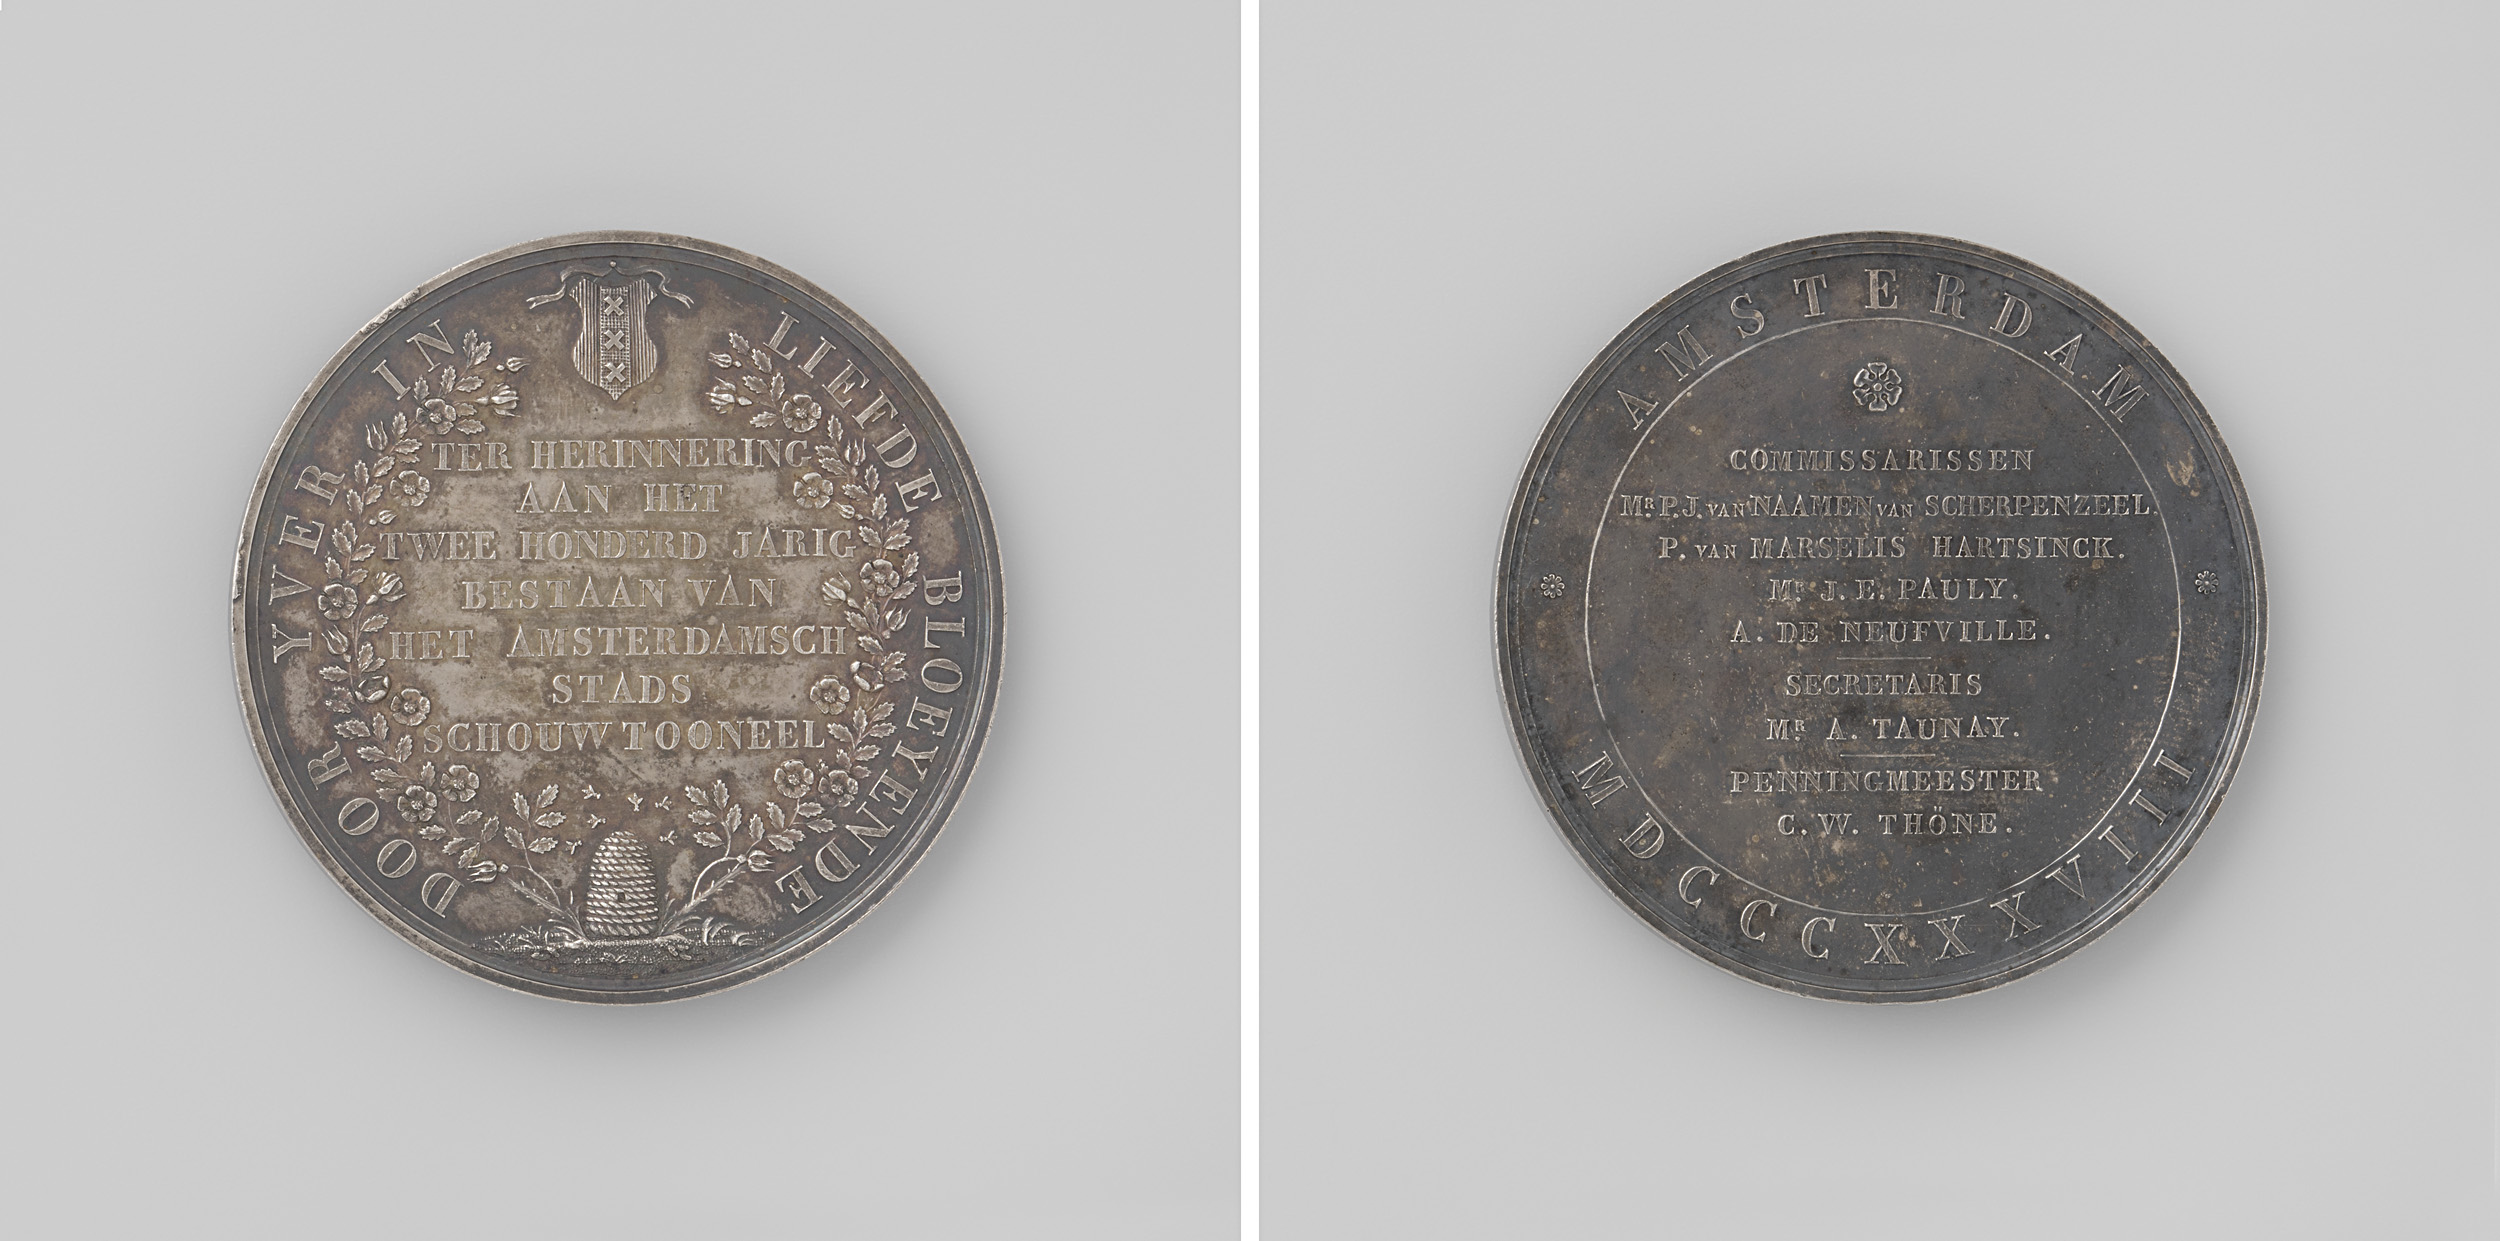 DOOR YVER IN LIEFDE BLOEYENDE
TER HERINNERING
AAN HET
TWEE HONDERD JARIG
BESTAAN VAN
HET AMSTERDAMSCH
STADS
SCHOUWTOONEEL
AMSTERDAM
COMMISSARISSEN
MR P.J. VAN NAAMEN VAN SCHERPENZEEL.
P. VAN MARSELIS HARTSINCK.
MR J. E. PAULY.
A. DE NEUFVILLE.
SECRETARIS
MR A. TAUNAY.
PENNINGMEESTER
C. W. THÖNE.
MDCCCXXXVIII